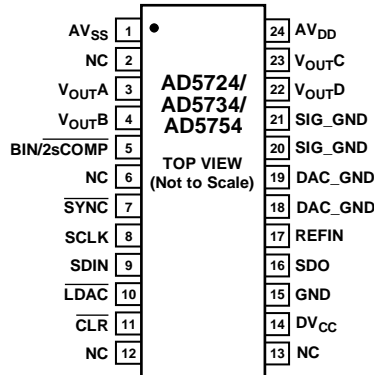 AVSS 1
NC 2
VOUTA 3
VOUTB 4
BIN/2sCOMP 5
NC 6
SYNC 7
SCLK 8
SDIN 9
LDAC 10
CLR 11
NC 12
AD5724/
AD5734/
AD5754
TOP VIEW
(Not to Scale)
24 AVDD
23 VOUTC
22 VOUTD
21 SIG_GND
20 SIG_GND
19 DAC_GND
18 DAC_GND
17 REFIN
16 SDO
15 GND
14 DVCC
13 NC